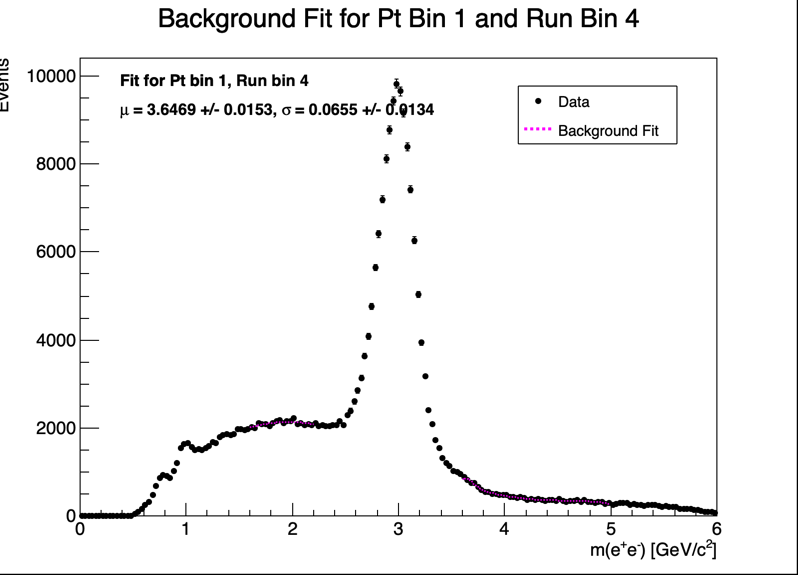 Background Fit for Pt Bin 1 and Run Bin 4
Events
10000
8000
6000
4000
2000
0
Fit for Pt bin 1, Run bin 4
μ = 3.6469 +/- 0.0153, σ = 0.0655 +/- 0.0134
Data
Background Fit
0 1 2 3 4 5 6
m(e⁺e⁻) [GeV/c²]